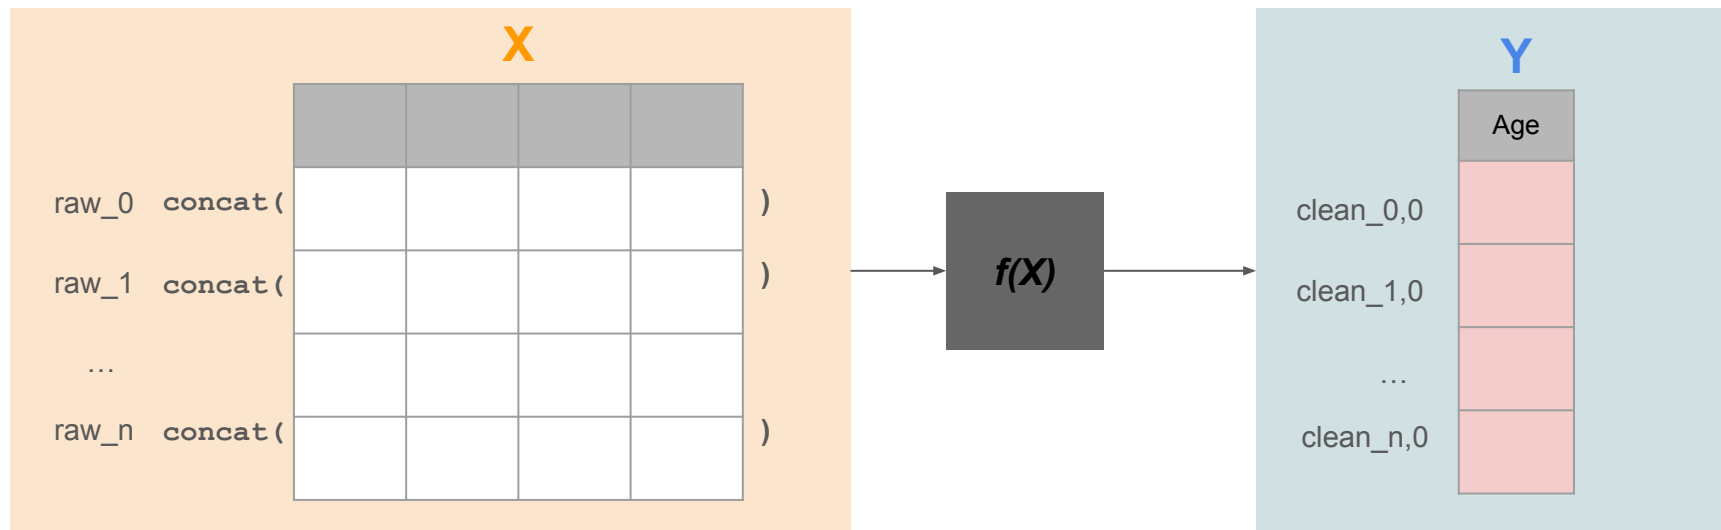 X
raw_0 concat( )
raw_1 concat( )
...
raw_n concat( )
f(X)
Y
Age
clean_0,0
clean_1,0
...
clean_n,0